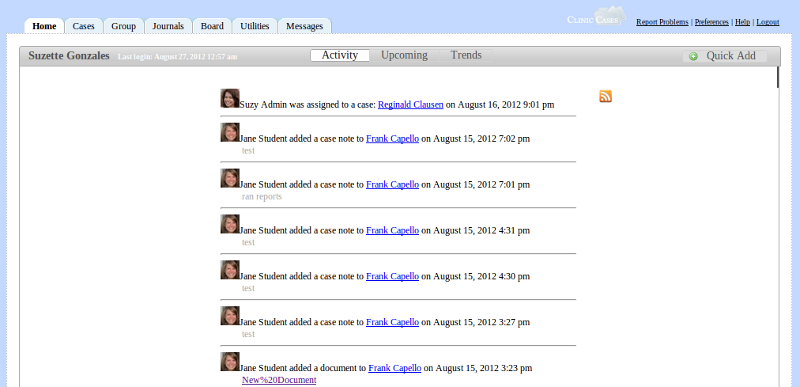 Home Cases Group Journals Board Utilities Messages
CLINIC CASES
Report Problems | Preferences | Help | Logout
Suzette Gonzales Last login: August 27, 2012 12:57 am Activity Upcoming Trends Quick Add
Suzy Admin was assigned to a case: Reginald Clausen on August 16, 2012 9:01 pm
Jane Student added a case note to Frank Capello on August 15, 2012 7:02 pm
test
Jane Student added a case note to Frank Capello on August 15, 2012 7:01 pm
ran reports
Jane Student added a case note to Frank Capello on August 15, 2012 4:31 pm
test
Jane Student added a case note to Frank Capello on August 15, 2012 4:30 pm
test
Jane Student added a case note to Frank Capello on August 15, 2012 3:27 pm
test
Jane Student added a document to Frank Capello on August 15, 2012 3:23 pm
New%20Document